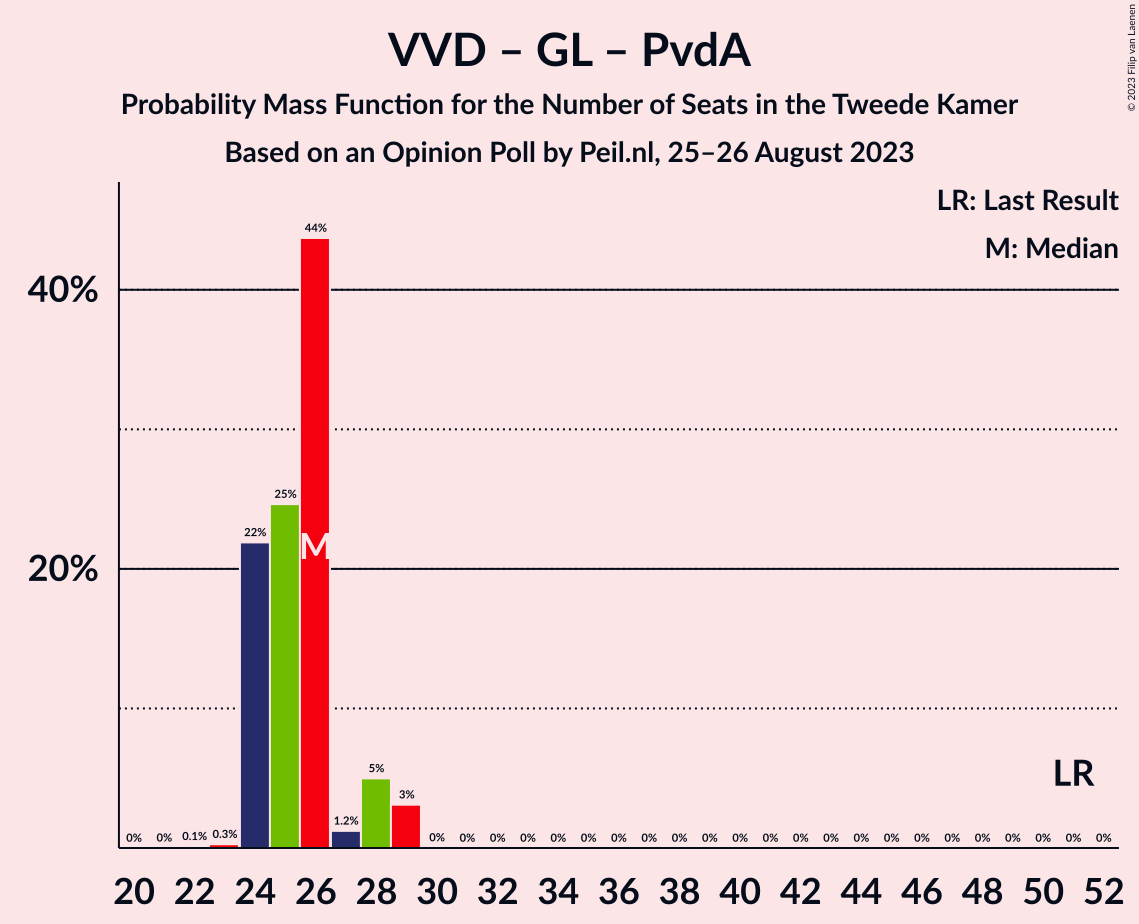 VVD – GL – PvdA
Probability Mass Function for the Number of Seats in the Tweede Kamer
Based on an Opinion Poll by Peil.nl, 25–26 August 2023
© 2023 Filip van Laenen
LR: Last Result
M: Median
40%
20%
0% 0% 0.1% 0.3% 22% 25% 44% 1.2% 5% 3% 0% 0% 0% 0% 0% 0% 0% 0% 0% 0% 0% 0% 0% 0% 0% 0% 0% 0% 0% 0% 0% 0% 0%
M
LR
20 22 24 26 28 30 32 34 36 38 40 42 44 46 48 50 52